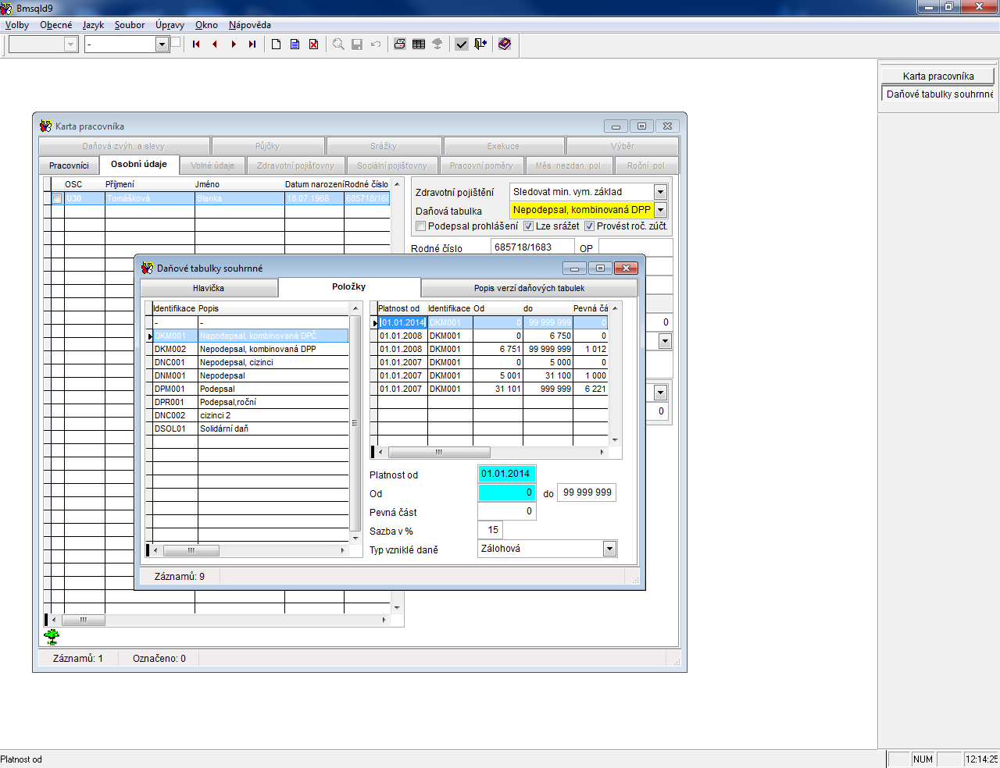 Bmsqld9
Volby Obecné Jazyk Soubor Úpravy Okno Nápověda
-
Karta pracovníka
Daňové tabulky souhrnné
Karta pracovníka
Daňová zvýh. a slevy Půjčky Srážky Exekuce Výběr
Pracovníci Osobní údaje Volné údaje Zdravotní pojišťovny Sociální pojišťovny Pracovní poměry Měs. nezdan. pol. Roční pol.
OSC Příjmení Jméno Datum narození Rodné číslo
U30 Tomášková Blanka 18.07.1968 685718/168
Zdravotní pojištění Sledovat min. vym. základ
Daňová tabulka Nepodepsal, kombinovaná DPP
Podepsal prohlášení Lze srážet Provést roč. zúčt.
Rodné číslo 685718/1683 OP
0
0
Daňové tabulky souhrnné
Hlavička Položky Popis verzí daňových tabulek
Identifikace Popis
- -
DKM001 Nepodepsal, kombinovaná DPČ
DKM002 Nepodepsal, kombinovaná DPP
DNC001 Nepodepsal, cizinci
DNM001 Nepodepsal
DPM001 Podepsal
DPR001 Podepsal,roční
DNC002 cizinci 2
DSOL01 Solidární daň
Platnost od Identifikace Od do Pevná čá
01.01.2014 DKM001 0 99 999 999 0
01.01.2008 DKM001 0 6 750 0
01.01.2008 DKM001 6 751 99 999 999 1 012
01.01.2007 DKM001 0 5 000 0
01.01.2007 DKM001 5 001 31 100 1 000
01.01.2007 DKM001 31 101 999 999 6 221
Platnost od 01.01.2014
Od 0 do 99 999 999
Pevná část 0
Sazba v % 15
Typ vzniklé daně Zálohová
Záznamů: 9
Záznamů: 1 Označeno: 0
Platnost od NUM 12:14:25